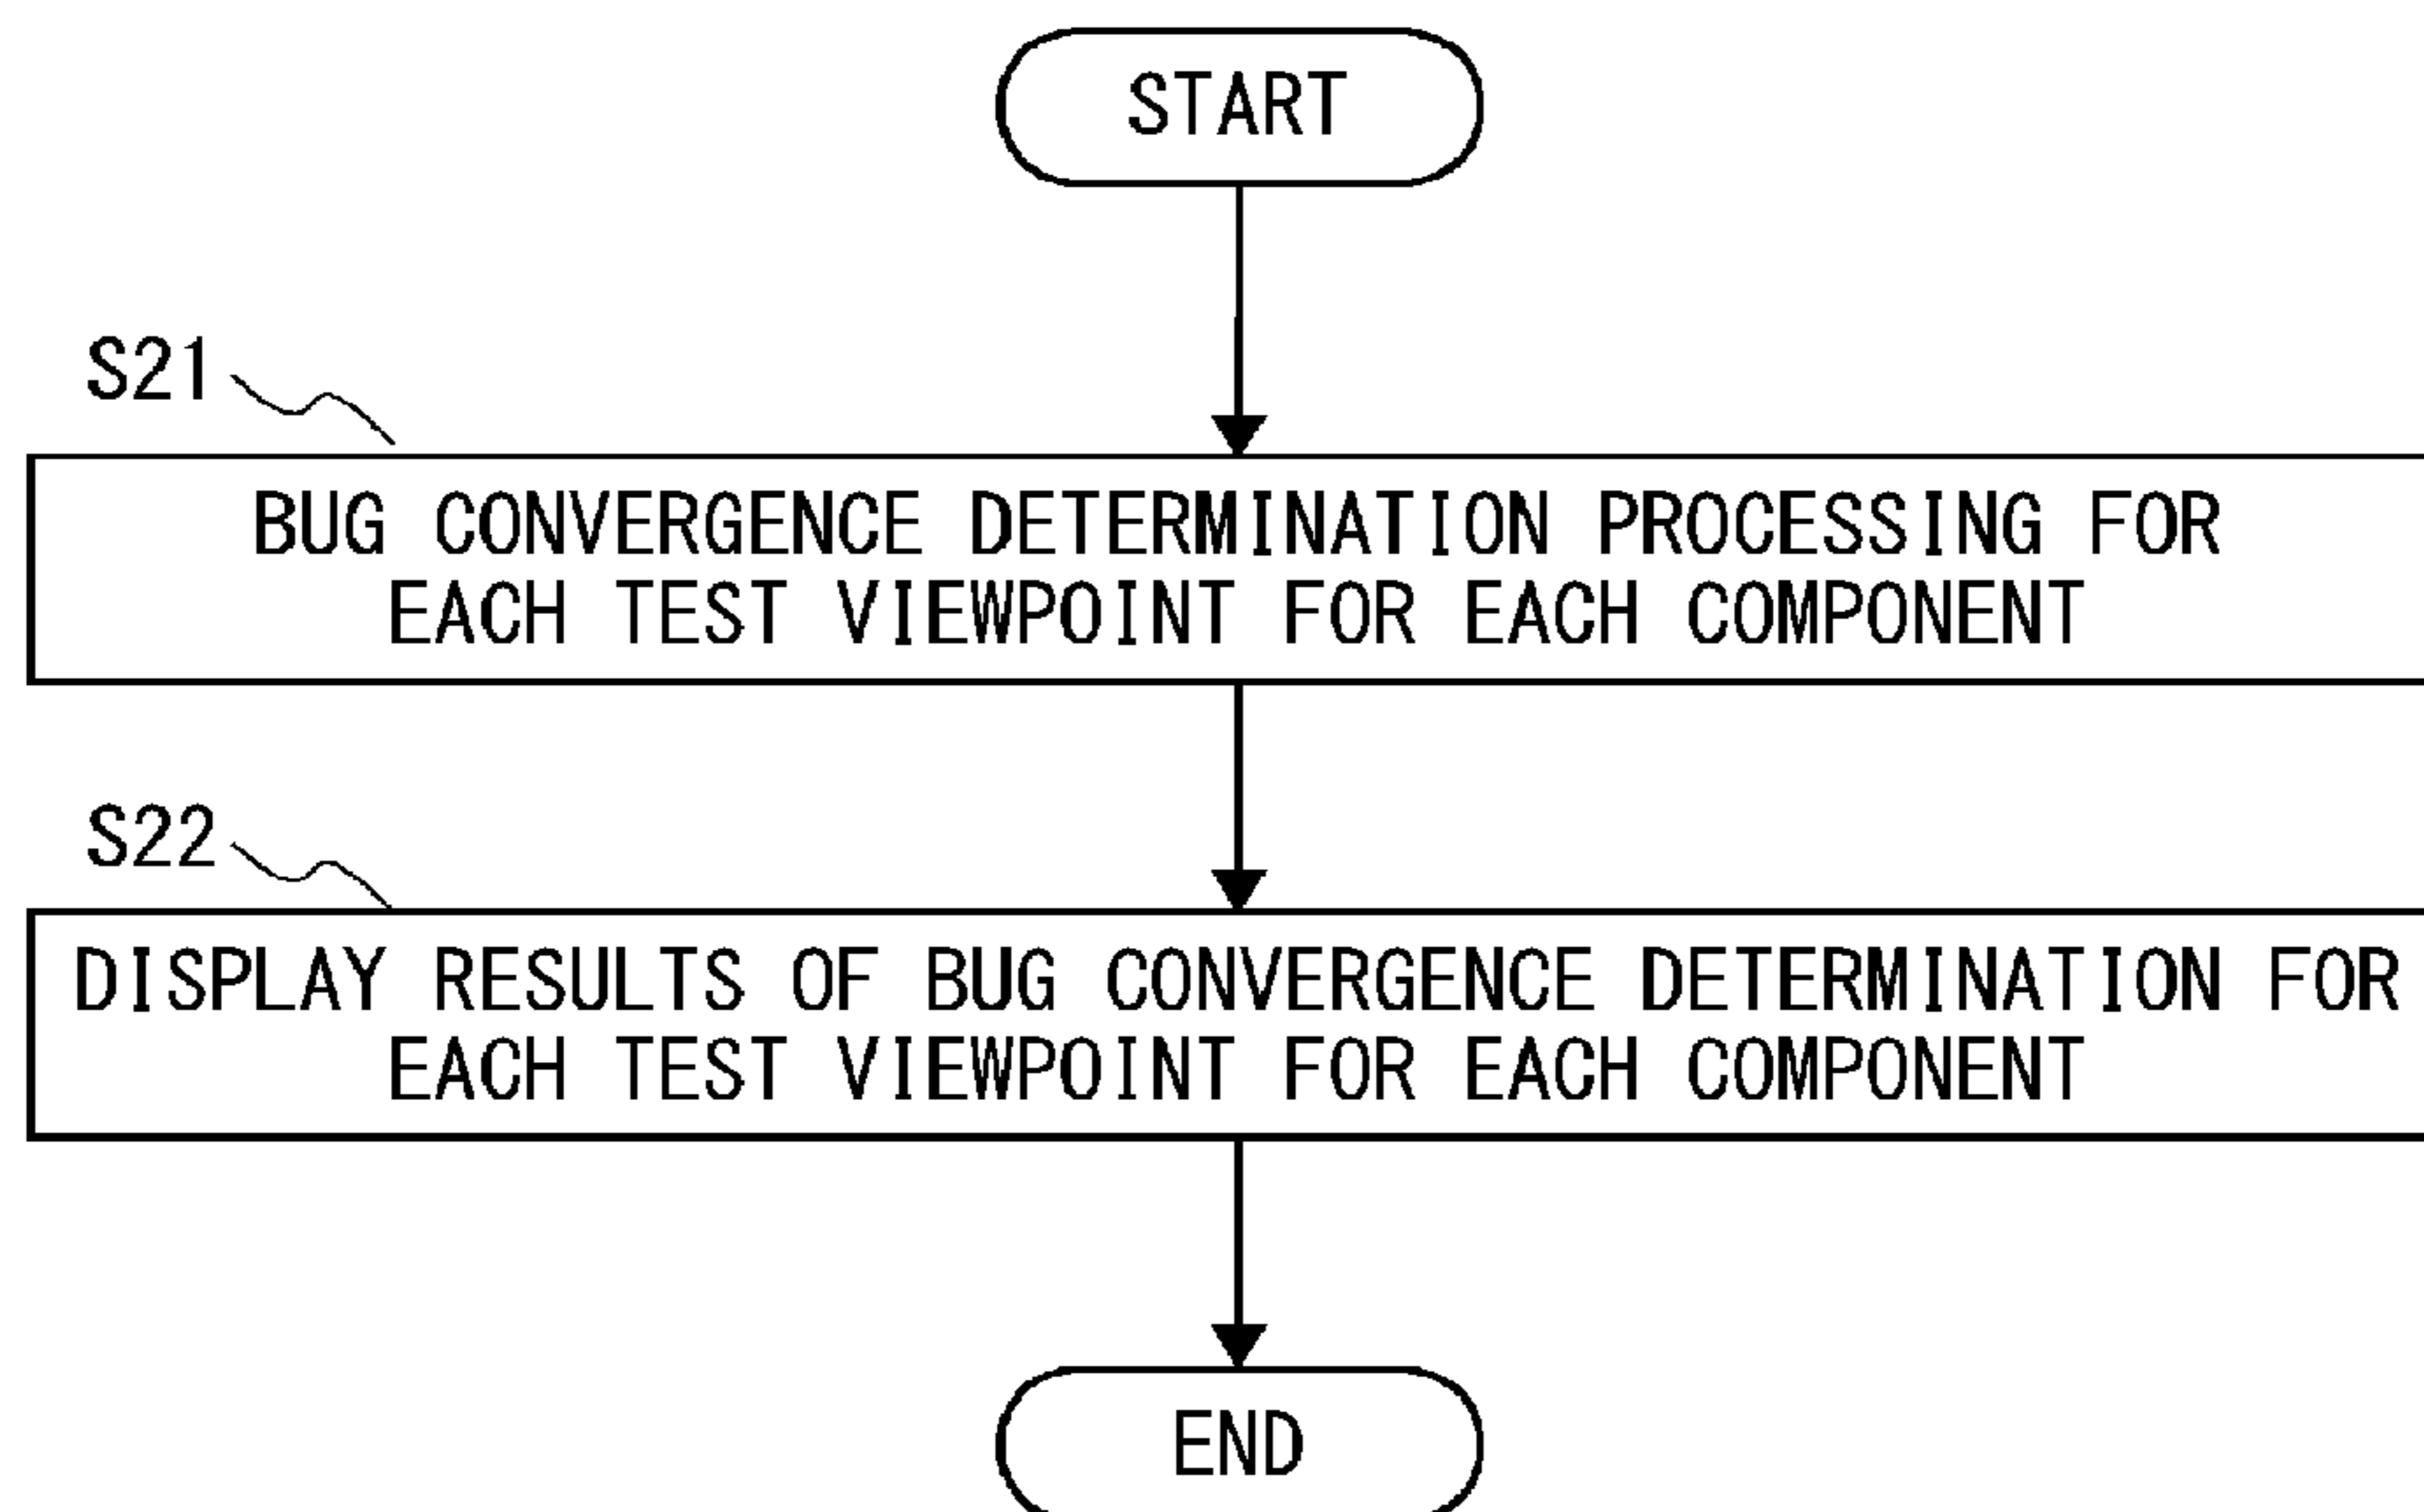 START
S21
BUG CONVERGENCE DETERMINATION PROCESSING FOR
EACH TEST VIEWPOINT FOR EACH COMPONENT
S22
DISPLAY RESULTS OF BUG CONVERGENCE DETERMINATION FOR
EACH TEST VIEWPOINT FOR EACH COMPONENT
END